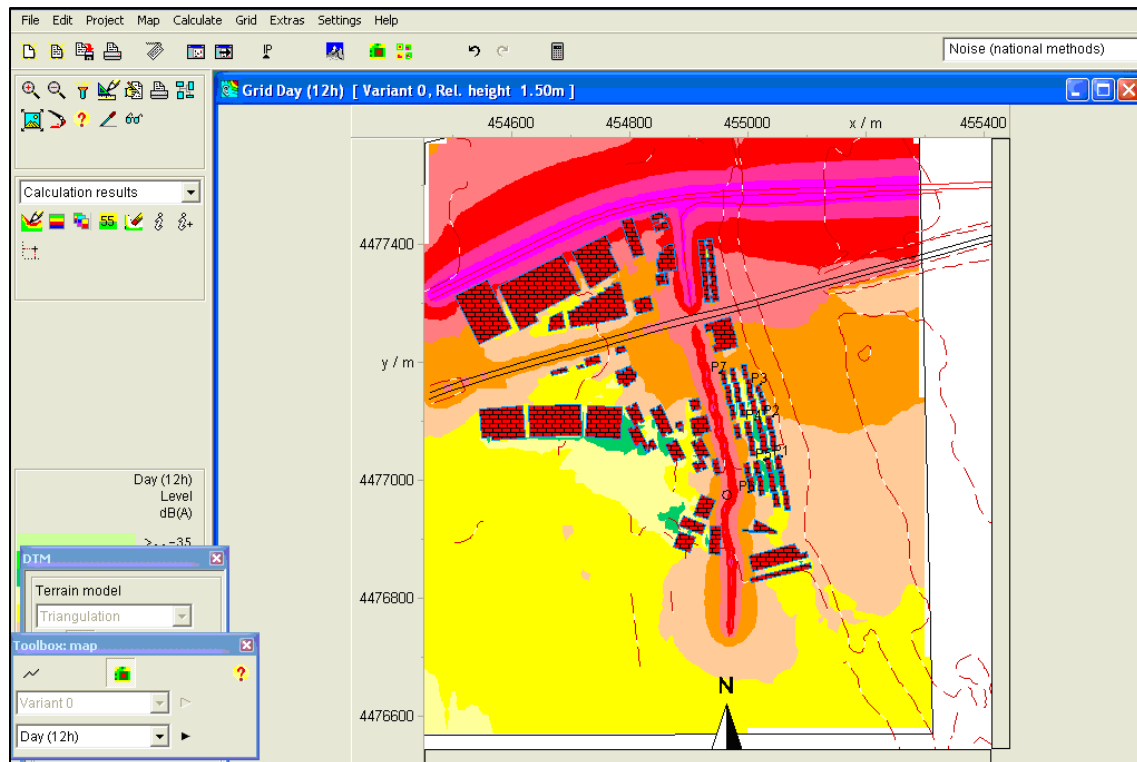 File Edit Project Map Calculate Grid Extras Settings Help
Noise (national methods)
Grid Day (12h) [ Variant 0, Rel. height 1.50m ]
454600 454800 455000 x / m 455400
Calculation results
55
4477400
y / m
P7
P3
P2
P1
4477000
4476800
4476600
N
Day (12h)
Level
dB(A)
>..-35
DTM
Terrain model
Triangulation
Toolbox: map
Variant 0
Day (12h)